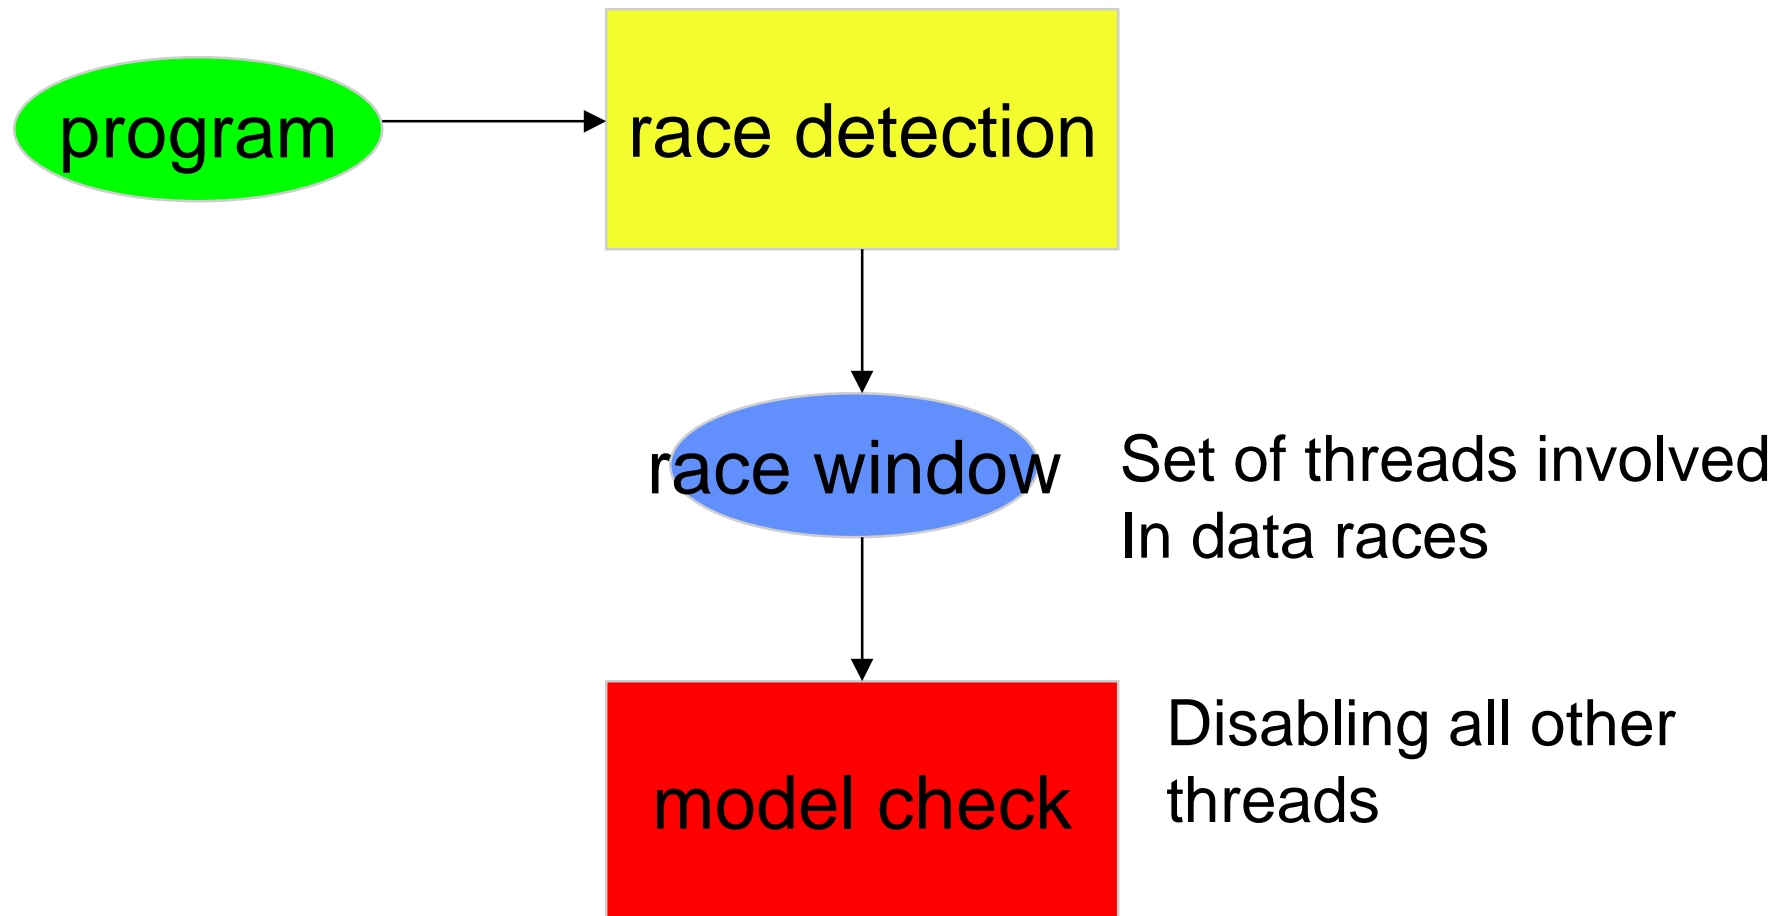 program
race detection
race window
Set of threads involved
In data races
model check
Disabling all other
threads